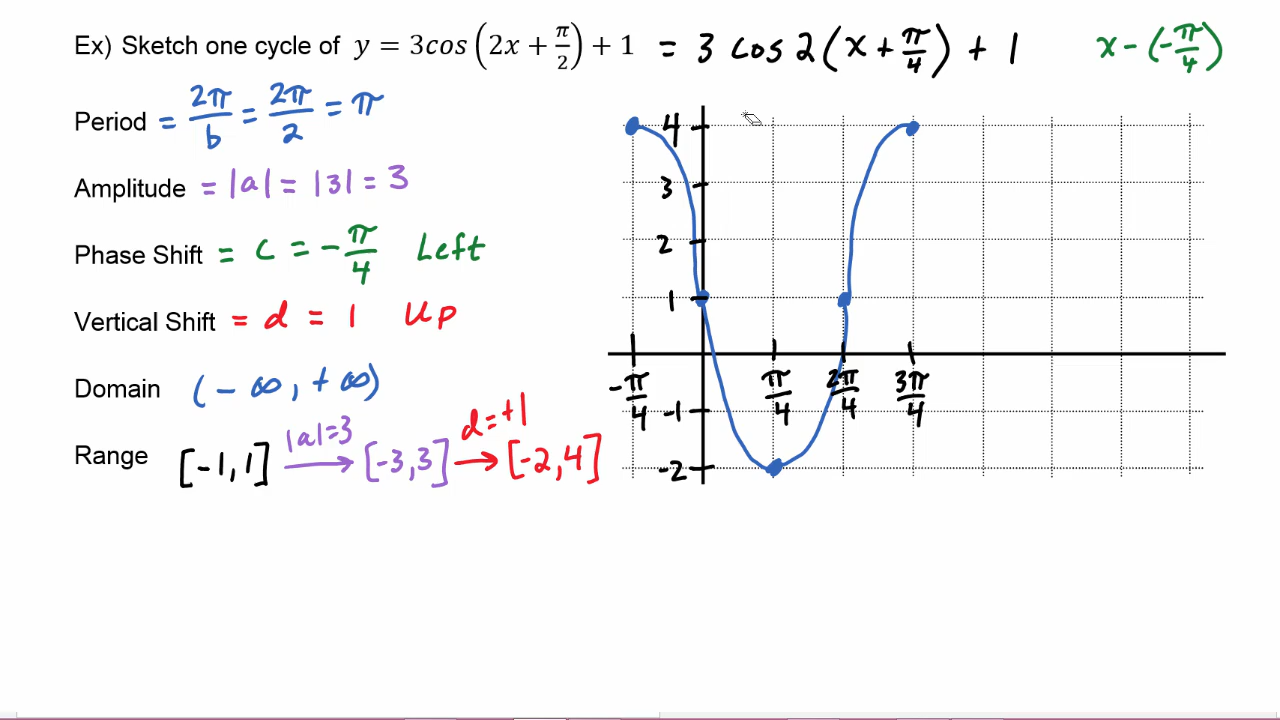 Ex) Sketch one cycle of y = 3cos(2x + π/2) + 1 = 3 cos 2(x + π/4) + 1 x - (-π/4)
Period = 2π/b = 2π/2 = π
Amplitude = |a| = |3| = 3
Phase Shift = c = -π/4 Left
Vertical Shift = d = 1 Up
Domain (-∞, +∞)
Range [-1, 1] |a|=3 → [-3, 3] d=+1 → [-2, 4]
4
3
2
1
-π/4 π/4 2π/4 3π/4
-1
-2